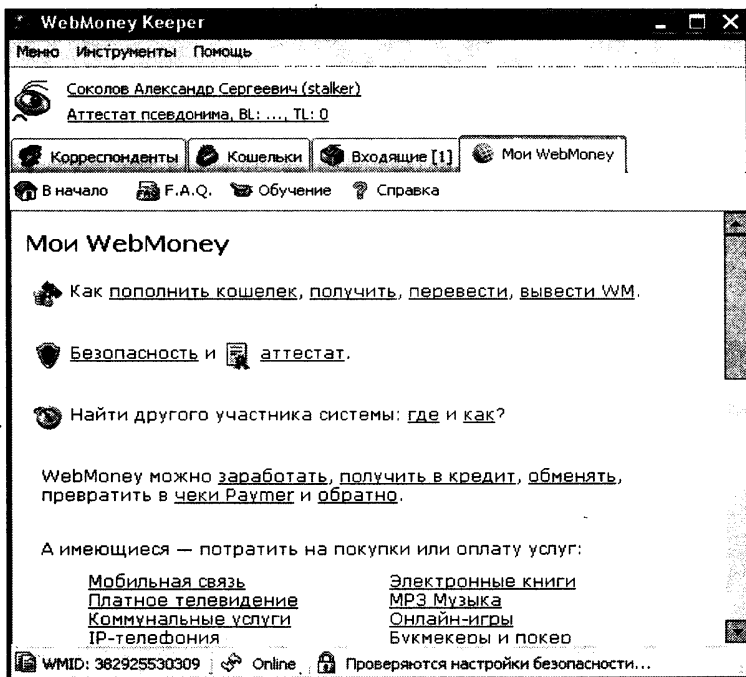 WebMoney Keeper
Меню Инструменты Помощь
Соколов Александр Сергеевич (stalker)
Аттестат псевдонима, BL: ..., TL: 0
Корреспонденты Кошельки Входящие [1] Мои WebMoney
В начало FAQ F.A.Q. Обучение Справка
Мои WebMoney
Как пополнить кошелек, получить, перевести, вывести WM.
Безопасность и аттестат.
Найти другого участника системы: где и как?
WebMoney можно заработать, получить в кредит, обменять,
превратить в чеки Paymer и обратно.
А имеющиеся — потратить на покупки или оплату услуг:
Мобильная связь Электронные книги
Платное телевидение MP3 Музыка
Коммунальные услуги Онлайн-игры
IP-телефония Букмекеры и покер
WMID: 382925530309 Online Проверяются настройки безопасности...